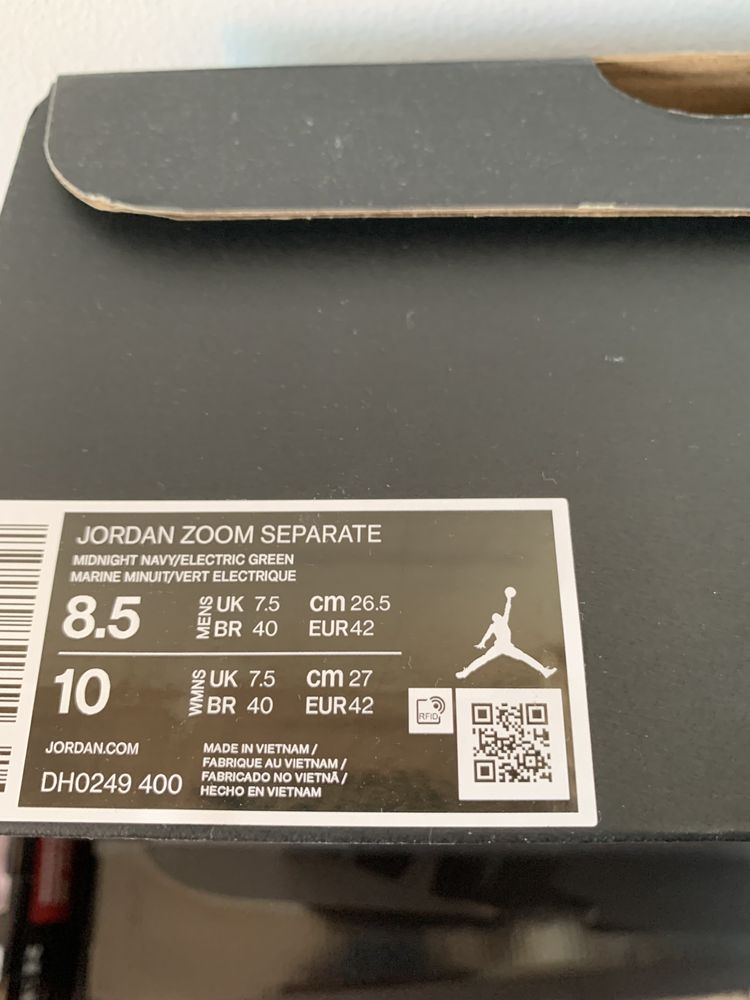 JORDAN ZOOM SEPARATE
MIDNIGHT NAVY/ELECTRIC GREEN
MARINE MINUIT/VERT ELECTRIQUE
8.5 MENS UK 7.5 cm 26.5
BR 40 EUR 42
10 WMNS UK 7.5 cm 27
BR 40 EUR 42
RFID
JORDAN.COM
DH0249 400
MADE IN VIETNAM /
FABRIQUE AU VIETNAM /
FABRICADO NO VIETNÃ /
HECHO EN VIETNAM